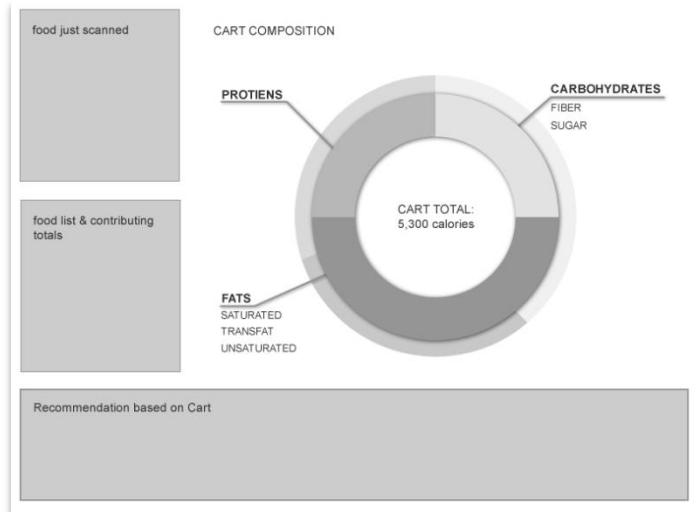 food just scanned
CART COMPOSITION
PROTIENS
CARBOHYDRATES
FIBER
SUGAR
CART TOTAL:
5,300 calories
food list & contributing
totals
FATS
SATURATED
TRANSFAT
UNSATURATED
Recommendation based on Cart